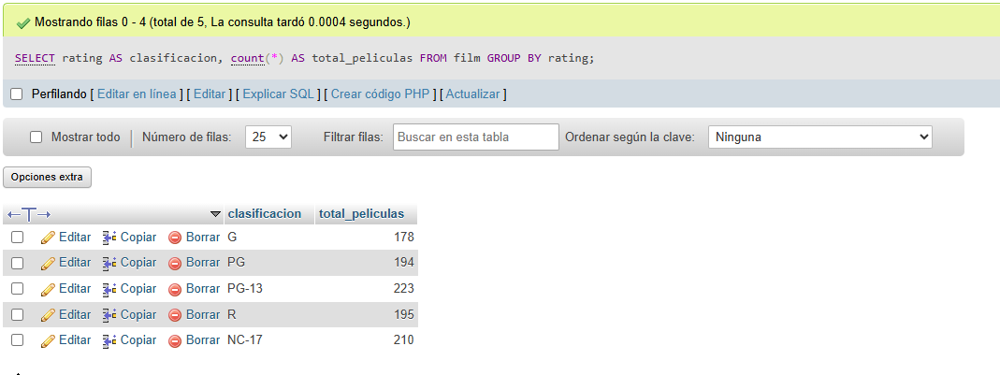 Mostrando filas 0 - 4 (total de 5, La consulta tardó 0.0004 segundos.)
SELECT rating AS clasificacion, count(*) AS total_peliculas FROM film GROUP BY rating;
Perfilando [ Editar en línea ] [ Editar ] [ Explicar SQL ] [ Crear código PHP ] [ Actualizar ]
Mostrar todo | Número de filas: 25 Filtrar filas: Buscar en esta tabla Ordenar según la clave: Ninguna
Opciones extra
←T→ clasificacion total_peliculas
Editar Copiar Borrar G 178
Editar Copiar Borrar PG 194
Editar Copiar Borrar PG-13 223
Editar Copiar Borrar R 195
Editar Copiar Borrar NC-17 210